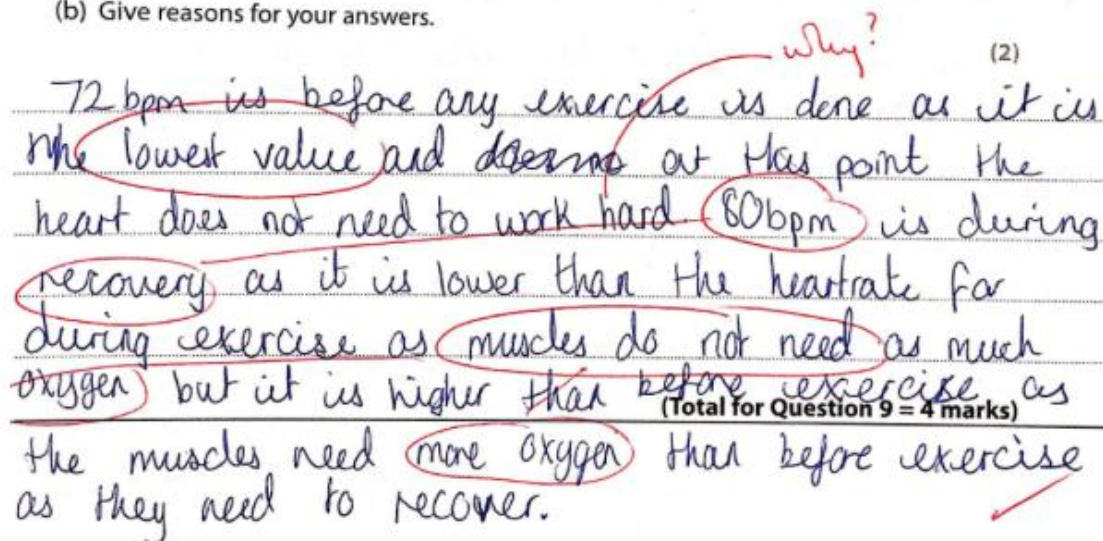 (b) Give reasons for your answers.
why?
(2)
72 bpm is before any exercise is done as it is
the lowest value and at this point the
heart does not need to work hard. 80bpm is during
recovery as it is lower than the heartrate for
during exercise as muscles do not need as much
oxygen but it is higher than before exercise as
(Total for Question 9 = 4 marks)
the muscles need more oxygen than before exercise
as they need to recover.